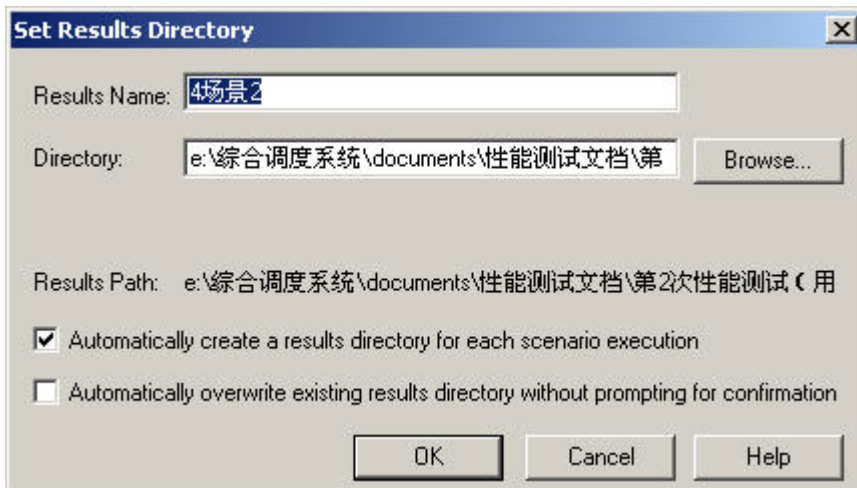 Set Results Directory
Results Name: 4场景2
Directory: e:\综合调度系统\documents\性能测试文档\第 Browse...
Results Path: e:\综合调度系统\documents\性能测试文档\第2次性能测试(用
Automatically create a results directory for each scenario execution
Automatically overwrite existing results directory without prompting for confirmation
OK Cancel Help